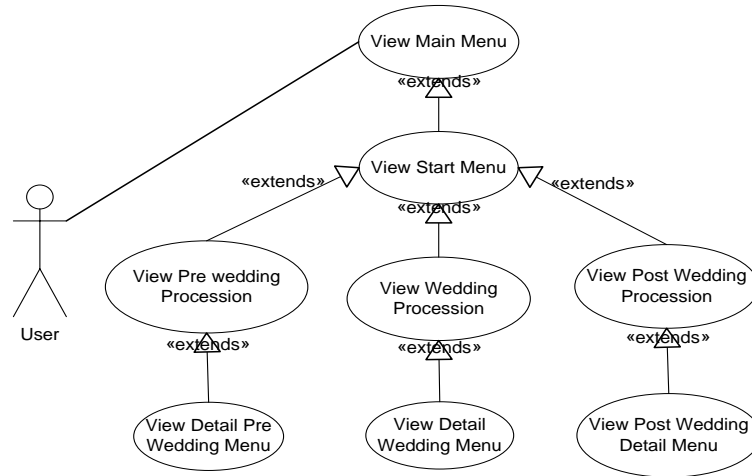 View Main Menu
«extends»
View Start Menu
«extends»
«extends»
«extends»
View Pre wedding
Procession
View Wedding
Procession
View Post Wedding
Procession
User
«extends»
«extends»
«extends»
View Detail Pre
Wedding Menu
View Detail
Wedding Menu
View Post Wedding
Detail Menu